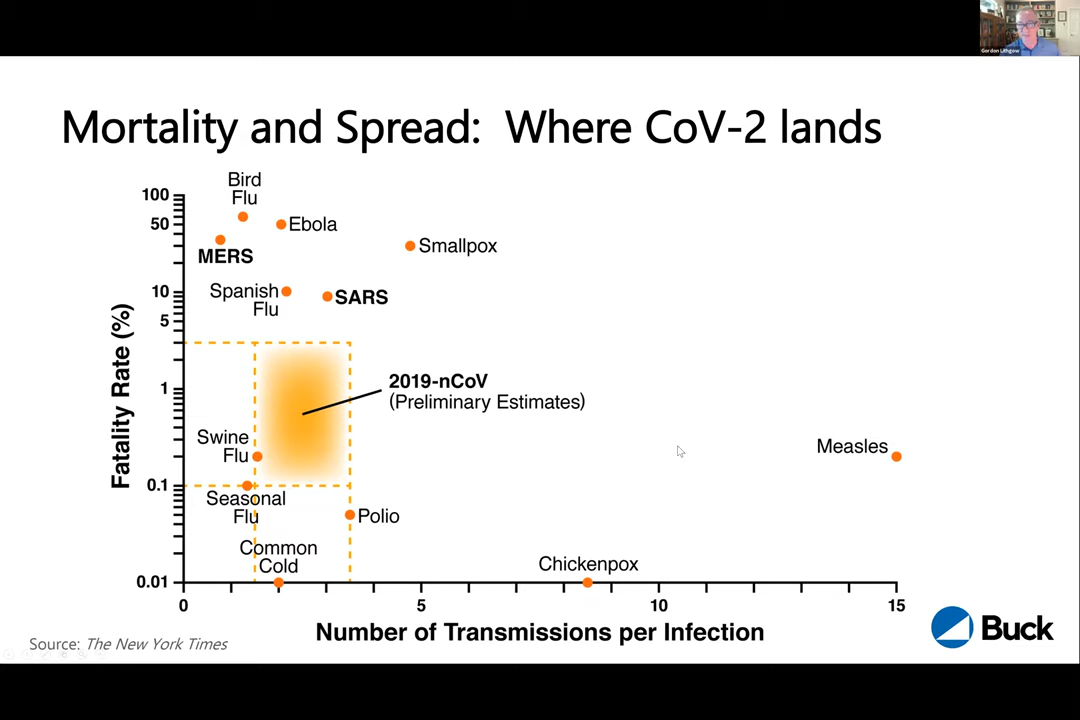 Gordon Lithgow
Mortality and Spread:  Where CoV-2 lands
Bird
Flu
Ebola
MERS
Smallpox
Spanish
Flu
SARS
2019-nCoV
(Preliminary Estimates)
Swine
Flu
Measles
Seasonal
Flu
Polio
Common
Cold
Chickenpox
Fatality Rate (%)
100
50
10
5
1
0.1
0.01
0
5
10
15
Number of Transmissions per Infection
Source: The New York Times
Buck